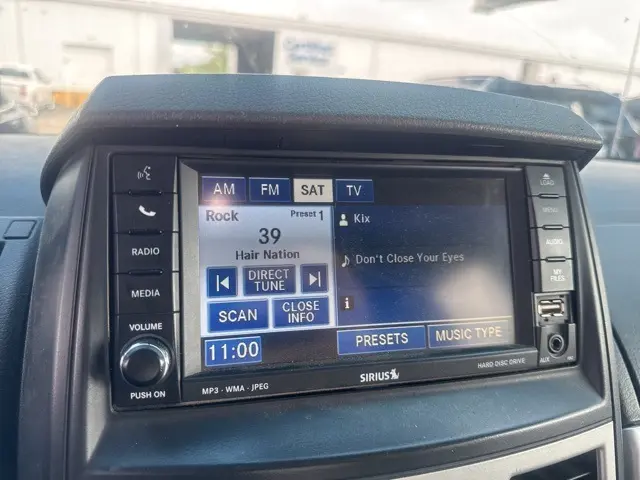 AM FM SAT TV
Rock Preset 1
39
Hair Nation
DIRECT
TUNE
SCAN
CLOSE
INFO
11:00
Kix
Don't Close Your Eyes
i
PRESETS
MUSIC TYPE
RADIO
MEDIA
VOLUME
PUSH ON
MP3 · WMA · JPEG
SIRIUS
HARD DISC DRIVE
LOAD
MENU
AUDIO
MY
FILES
AUX